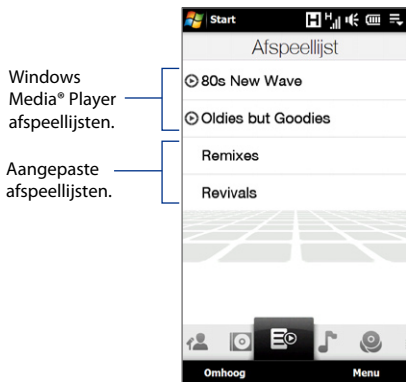 Start
H
Afspeellijst
Windows
Media® Player
afspeellijsten.
80s New Wave
Oldies but Goodies
Aangepaste
afspeellijsten.
Remixes
Revivals
Omhoog Menu